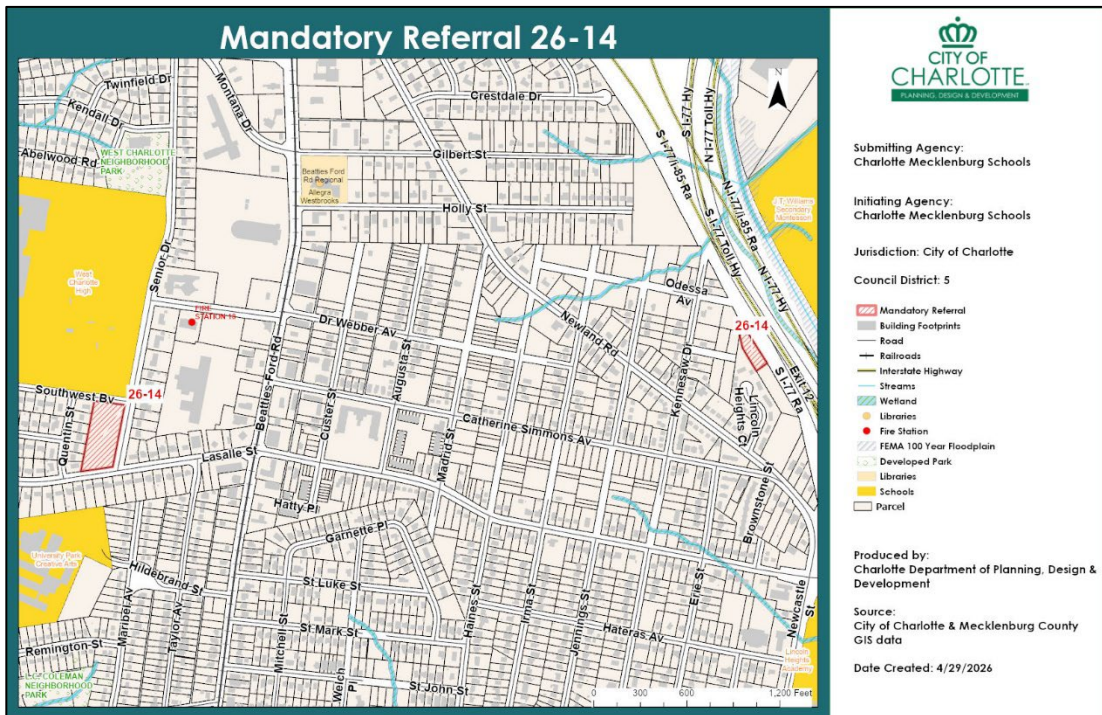 Mandatory Referral 26-14
Twinfield Dr
Kendall Dr
Abelwood Rd
WEST CHARLOTTE
NEIGHBORHOOD
PARK
Montana Dr
Crestdale Dr
Gilbert St
Beatties Ford
Rd Regional
Allegra
Westbrooks
Holly St
S I-77/I-85 Ra
S I-77 Hy
N I-77 Toll Hy
N I-77/I-85 Ra
S I-77 Toll Hy
N I-77 Hy
J.T. Williams
Secondary
Montessori
N
West
Charlotte
High
Senior Dr
FIRE
STATION 18
Dr Webber Av
Beatties Ford Rd
Augusta St
Custer St
Newland Rd
Odessa
Av
26-14
Kennesaw Dr
Exit 12
S I-77 Ra
Lincoln
Heights Ct
Southwest Bv
26-14
Quentin St
Lasalle St
Catherine Simmons Av
Madrid St
Brownstone St
Hatty Pl
Garnette Pl
University Park
Creative Arts
Hildebrand St
St Luke St
Erie St
Newcastle
St
Remington St
Maribel Av
Taylor Av
Mitchell St
St Mark St
Haines St
Irma St
Jennings St
Hateras Av
Lincoln
Heights
Academy
L.C. COLEMAN
NEIGHBORHOOD
PARK
Welch
Pl
St John St
0 300 600 1,200 Feet
CITY OF
CHARLOTTE
PLANNING, DESIGN & DEVELOPMENT
Submitting Agency:
Charlotte Mecklenburg Schools
Initiating Agency:
Charlotte Mecklenburg Schools
Jurisdiction: City of Charlotte
Council District: 5
Mandatory Referral
Building Footprints
Road
Railroads
Interstate Highway
Streams
Wetland
Libraries
Fire Station
FEMA 100 Year Floodplain
Developed Park
Libraries
Schools
Parcel
Produced by:
Charlotte Department of Planning, Design &
Development
Source:
City of Charlotte & Mecklenburg County
GIS data
Date Created: 4/29/2026